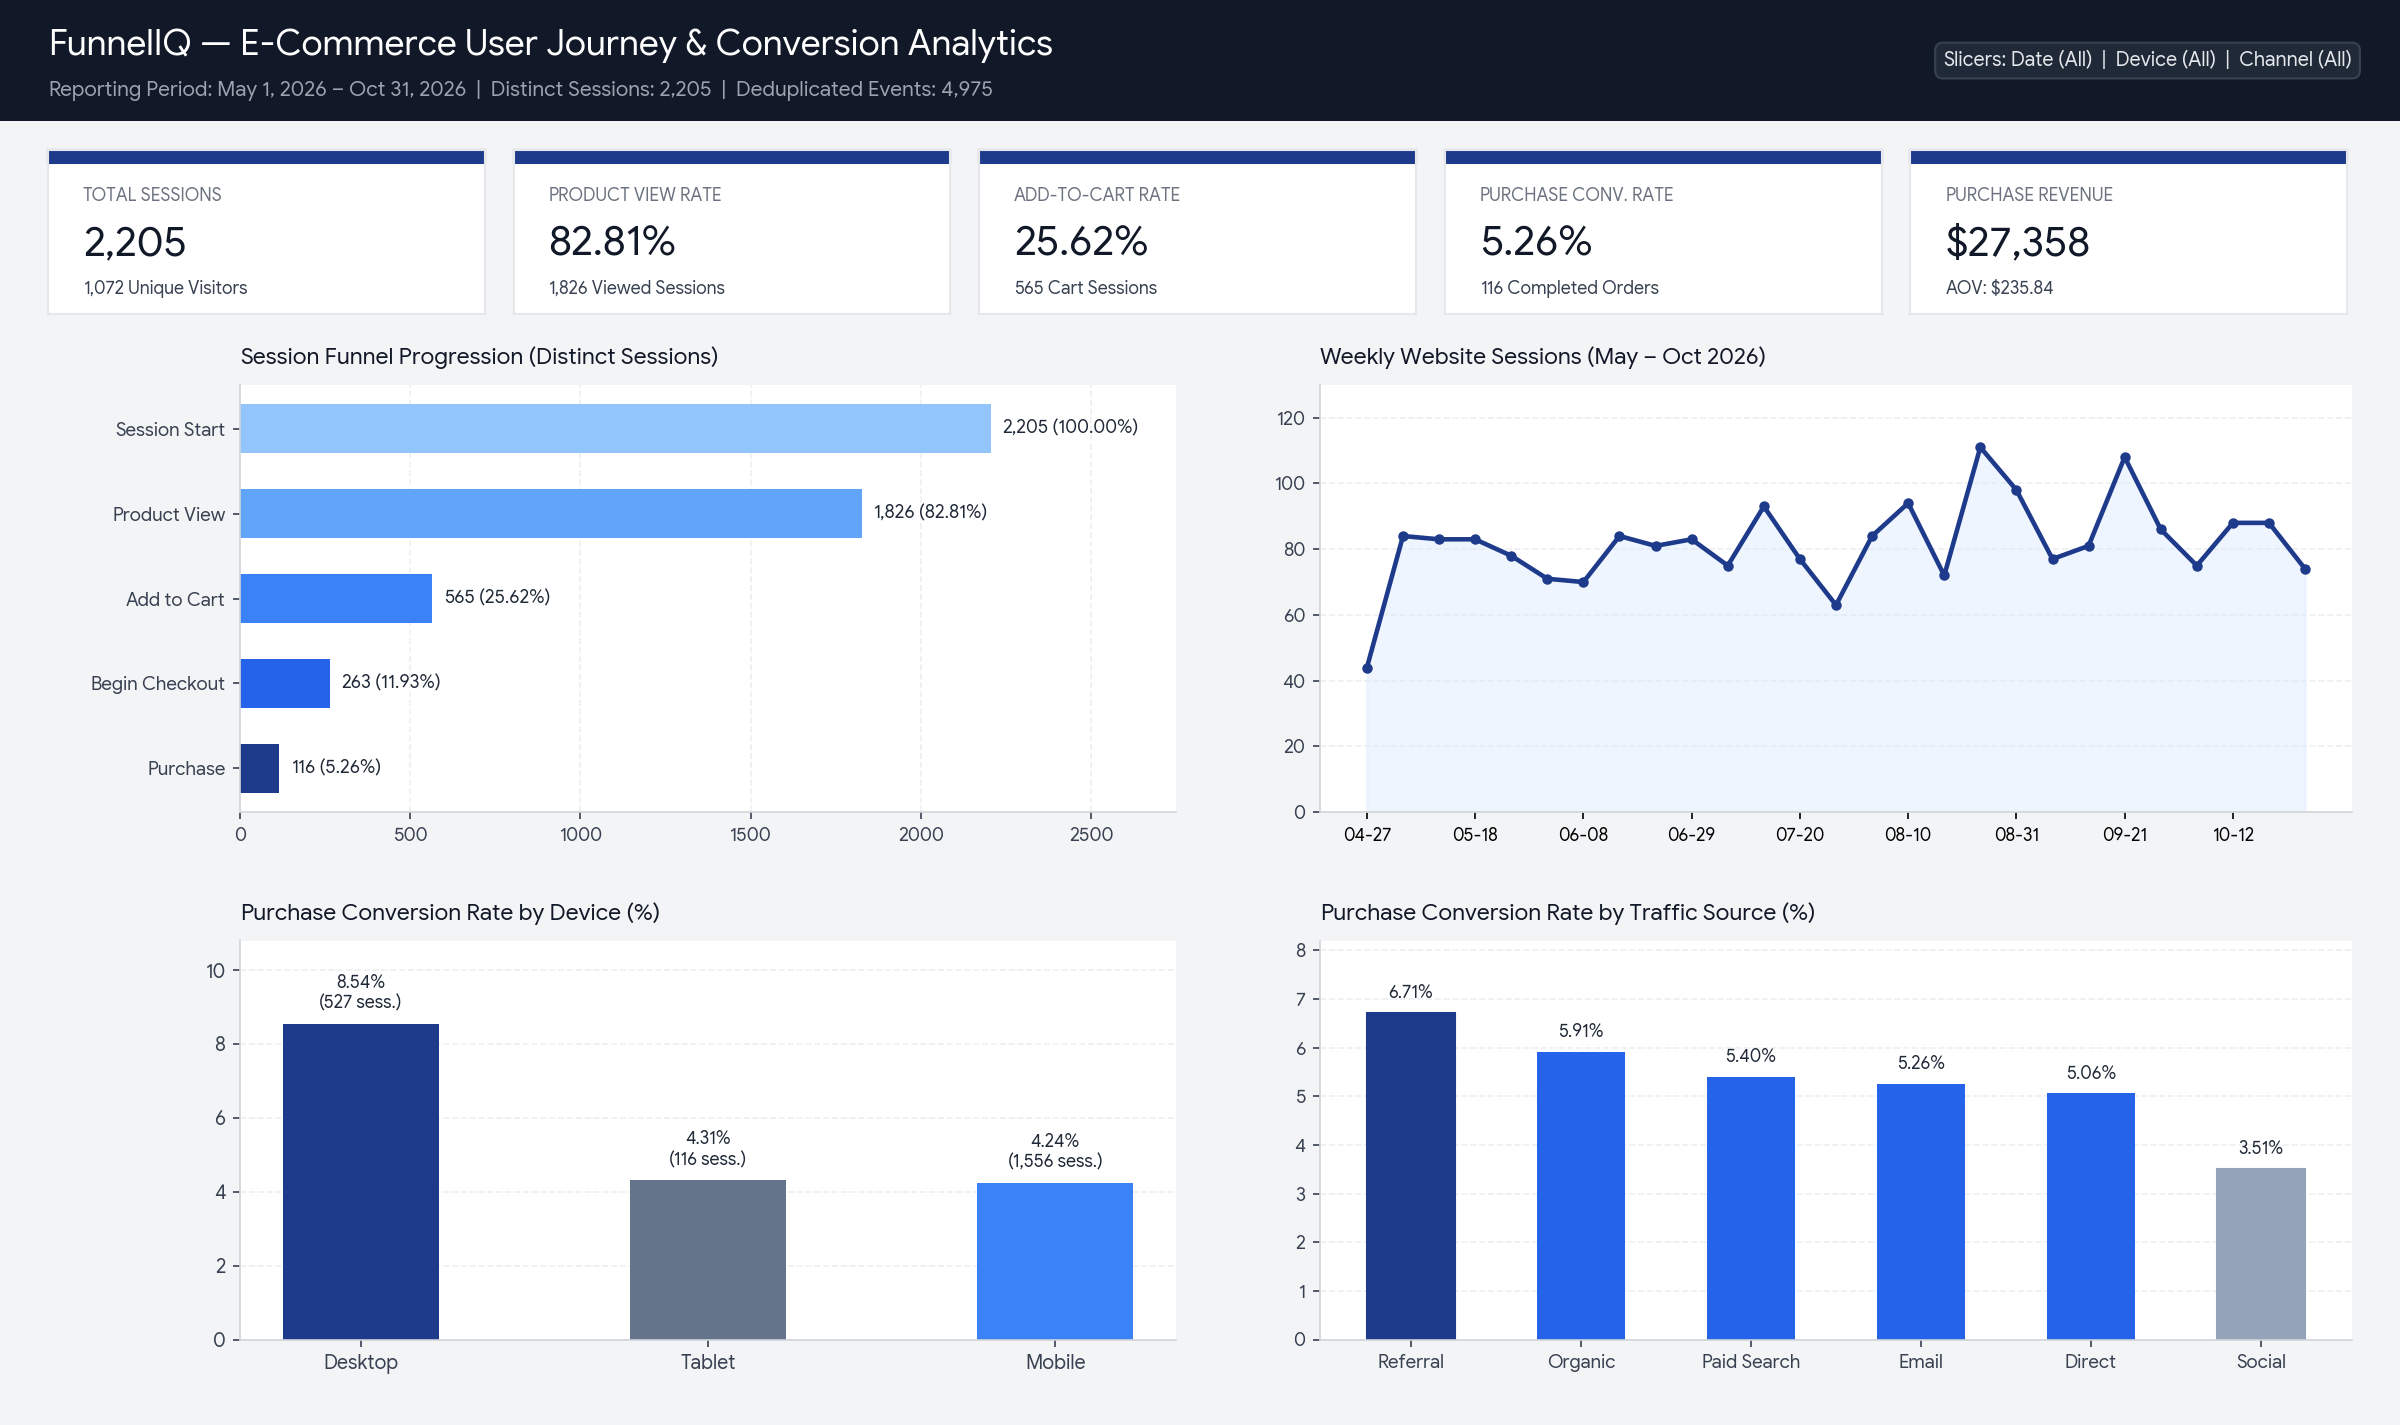 FunnelIQ — E-Commerce User Journey & Conversion Analytics
Reporting Period: May 1, 2026 – Oct 31, 2026 | Distinct Sessions: 2,205 | Deduplicated Events: 4,975
Slicers: Date (All) | Device (All) | Channel (All)
TOTAL SESSIONS
2,205
1,072 Unique Visitors
PRODUCT VIEW RATE
82.81%
1,826 Viewed Sessions
ADD-TO-CART RATE
25.62%
565 Cart Sessions
PURCHASE CONV. RATE
5.26%
116 Completed Orders
PURCHASE REVENUE
$27,358
AOV: $235.84
Session Funnel Progression (Distinct Sessions)
Session Start
2,205 (100.00%)
Product View
1,826 (82.81%)
Add to Cart
565 (25.62%)
Begin Checkout
263 (11.93%)
Purchase
116 (5.26%)
0 500 1000 1500 2000 2500
Weekly Website Sessions (May – Oct 2026)
120
100
80
60
40
20
0
04-27 05-18 06-08 06-29 07-20 08-10 08-31 09-21 10-12
Purchase Conversion Rate by Device (%)
10
8
6
4
2
0
8.54%
(527 sess.)
4.31%
(116 sess.)
4.24%
(1,556 sess.)
Desktop Tablet Mobile
Purchase Conversion Rate by Traffic Source (%)
8
7
6
5
4
3
2
1
0
6.71%
5.91%
5.40%
5.26%
5.06%
3.51%
Referral Organic Paid Search Email Direct Social